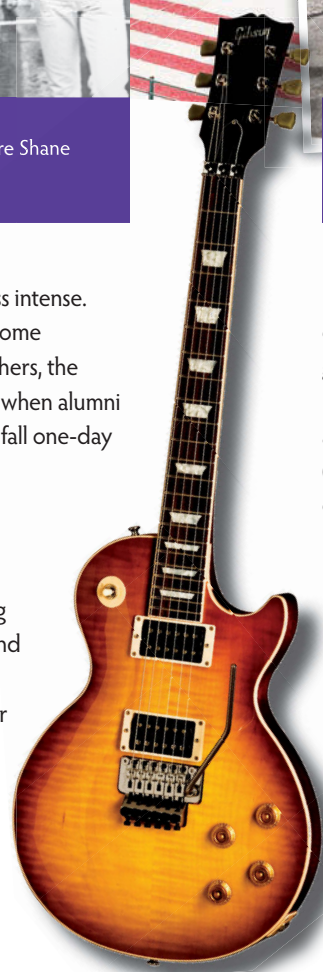 Gibson
re Shane
s intense.
ome
hers, the
when alumni
fall one-day
g
nd
r